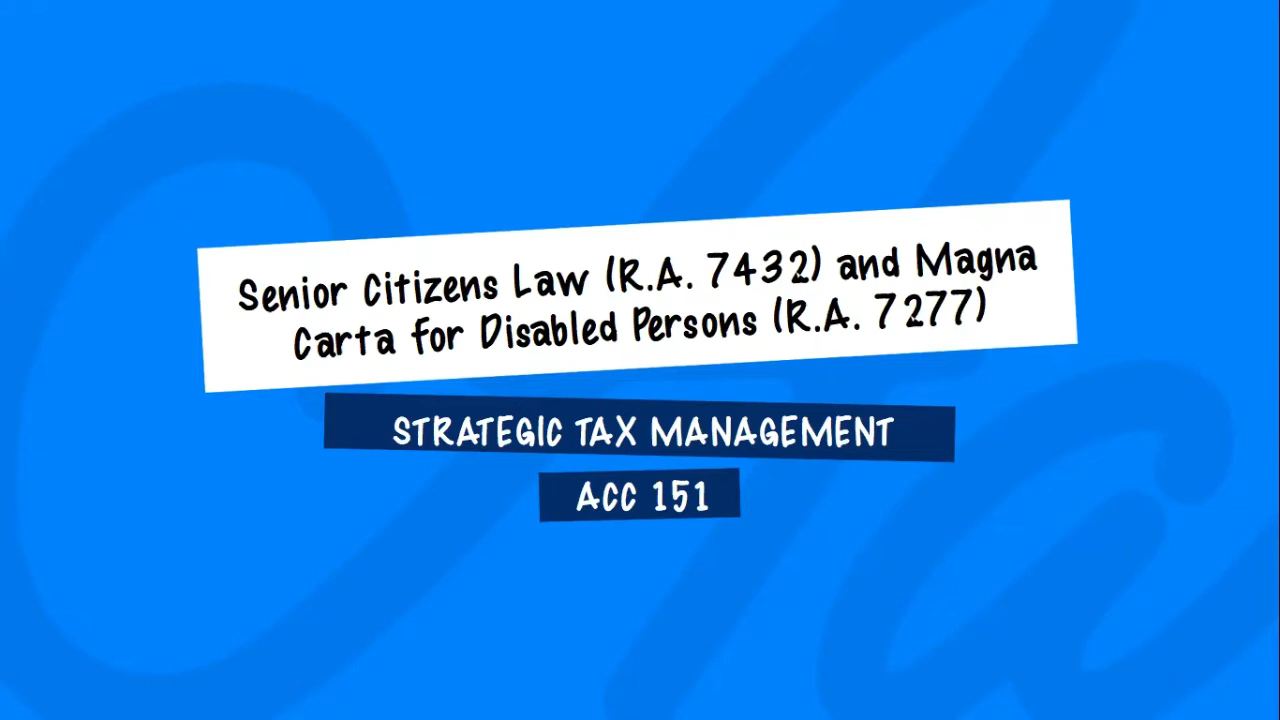 Senior Citizens Law (R.A. 7432) and Magna
Carta for Disabled Persons (R.A. 7277)
STRATEGIC TAX MANAGEMENT
ACC 151